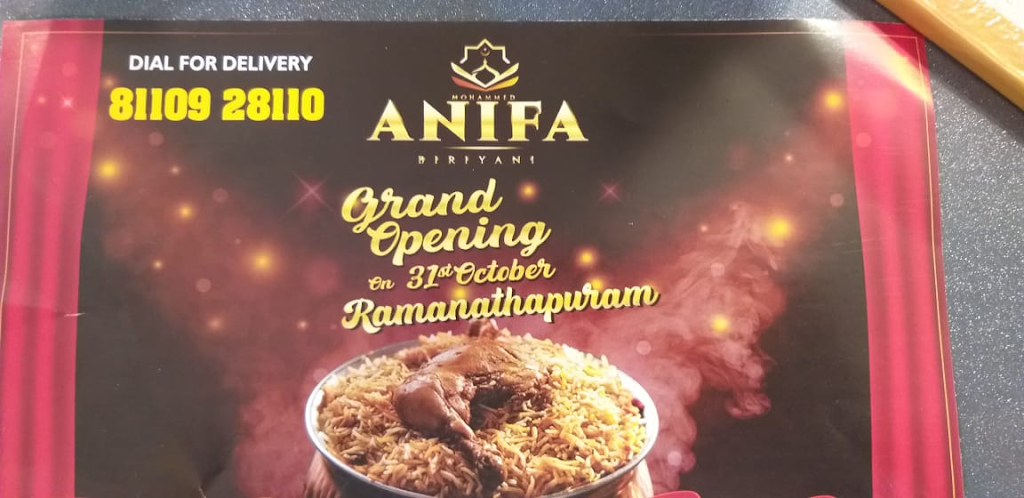 DIAL FOR DELIVERY
81109 28110
MOHAMMED
ANIFA
BIRIYANI
Grand
Opening
On 31st October
Ramanathapuram